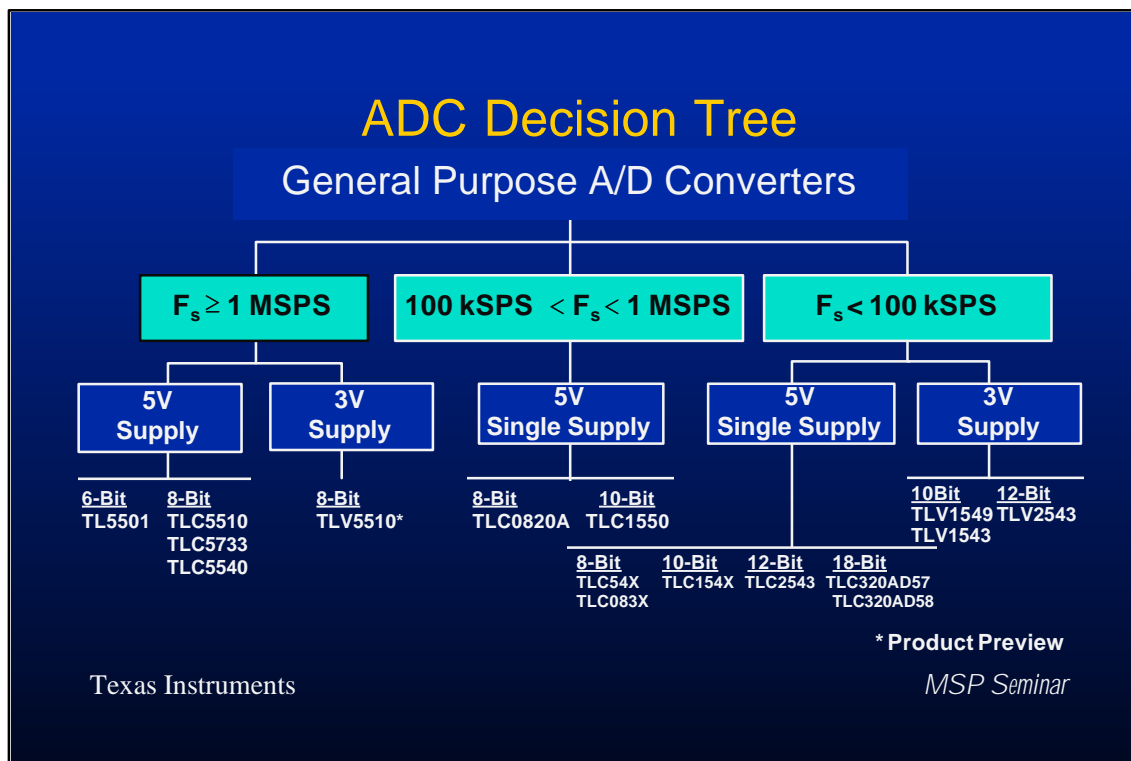 ADC Decision Tree
General Purpose A/D Converters
Fs ≥ 1 MSPS
100 kSPS < Fs < 1 MSPS
Fs < 100 kSPS
5V
Supply
3V
Supply
5V
Single Supply
5V
Single Supply
3V
Supply
6-Bit
TL5501
8-Bit
TLC5510
TLC5733
TLC5540
8-Bit
TLV5510*
8-Bit
TLC0820A
10-Bit
TLC1550
10Bit
TLV1549
TLV1543
12-Bit
TLV2543
8-Bit
TLC54X
TLC083X
10-Bit
TLC154X
12-Bit
TLC2543
18-Bit
TLC320AD57
TLC320AD58
* Product Preview
Texas Instruments
MSP Seminar